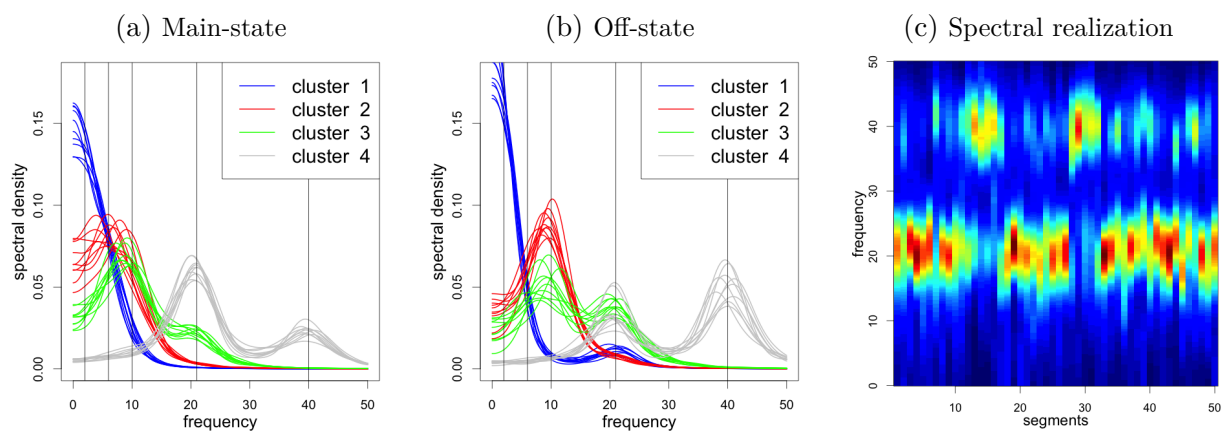 (a) Main-state
(b) Off-state
(c) Spectral realization
cluster 1
cluster 2
cluster 3
cluster 4
spectral density
0.00
0.05
0.10
0.15
0 10 20 30 40 50
frequency
cluster 1
cluster 2
cluster 3
cluster 4
spectral density
0.00
0.05
0.10
0.15
0 10 20 30 40 50
frequency
frequency
50
40
30
20
10
0
10 20 30 40 50
segments